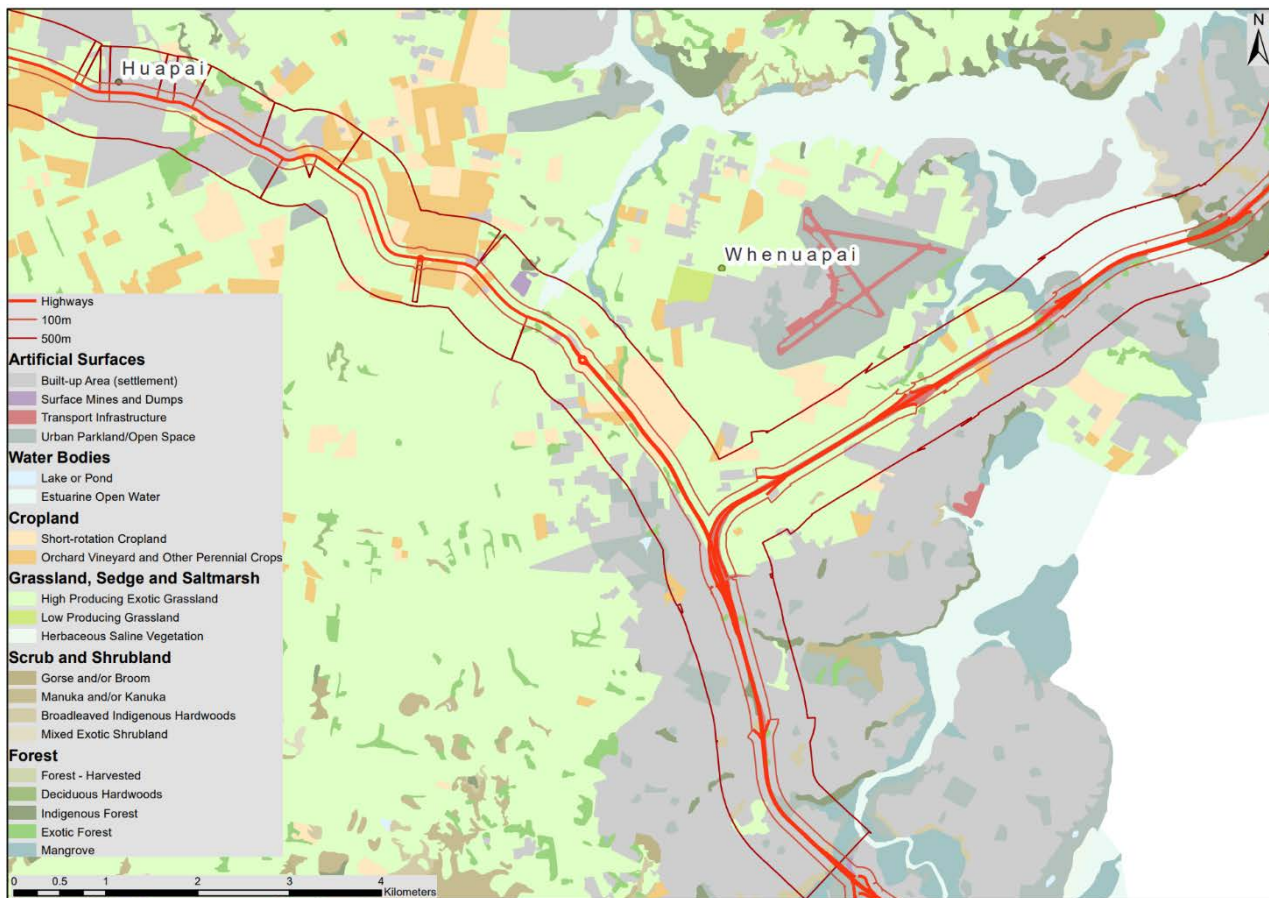 N
Huapai
Whenuapai
Highways
100m
500m
Artificial Surfaces
Built-up Area (settlement)
Surface Mines and Dumps
Transport Infrastructure
Urban Parkland/Open Space
Water Bodies
Lake or Pond
Estuarine Open Water
Cropland
Short-rotation Cropland
Orchard Vineyard and Other Perennial Crops
Grassland, Sedge and Saltmarsh
High Producing Exotic Grassland
Low Producing Grassland
Herbaceous Saline Vegetation
Scrub and Shrubland
Gorse and/or Broom
Manuka and/or Kanuka
Broadleaved Indigenous Hardwoods
Mixed Exotic Shrubland
Forest
Forest - Harvested
Deciduous Hardwoods
Indigenous Forest
Exotic Forest
Mangrove
0 0.5 1 2 3 4
Kilometers